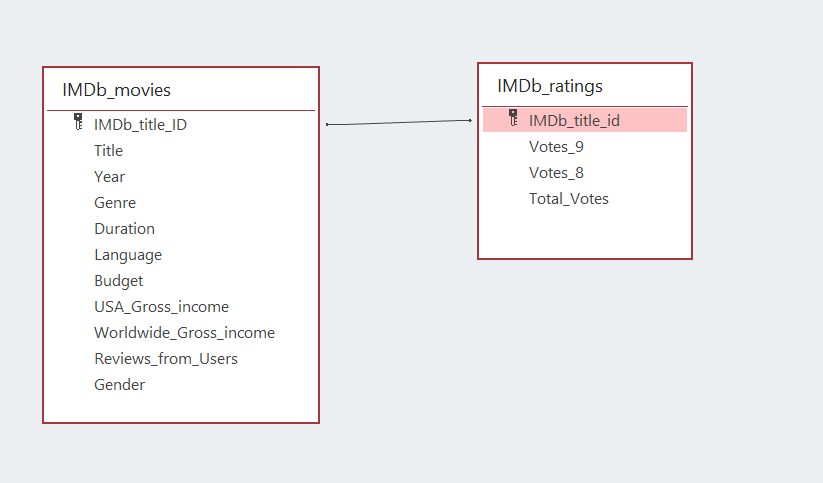 IMDb_movies
IMDb_title_ID
Title
Year
Genre
Duration
Language
Budget
USA_Gross_income
Worldwide_Gross_income
Reviews_from_Users
Gender
IMDb_ratings
IMDb_title_id
Votes_9
Votes_8
Total_Votes